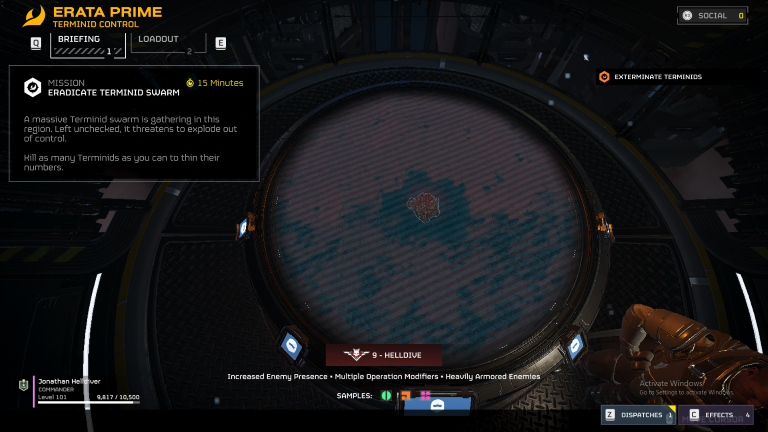 ERATA PRIME
TERMINID CONTROL
SOCIAL 0
Q BRIEFING 1 LOADOUT 2 E
MISSION
ERADICATE TERMINID SWARM
15 Minutes
A massive Terminid swarm is gathering in this
region. Left unchecked, it threatens to explode out
of control.
Kill as many Terminids as you can to thin their
numbers.
EXTERMINATE TERMINIDS
9 - HELLDIVE
Increased Enemy Presence • Multiple Operation Modifiers • Heavily Armored Enemies
SAMPLES:
Jonathan Helldiver
COMMANDER
Level 101 9,817 / 10,500
Activate Windows
Go to Settings to activate Windows.
Z DISPATCHES 1 C EFFECTS 4
CURSOR